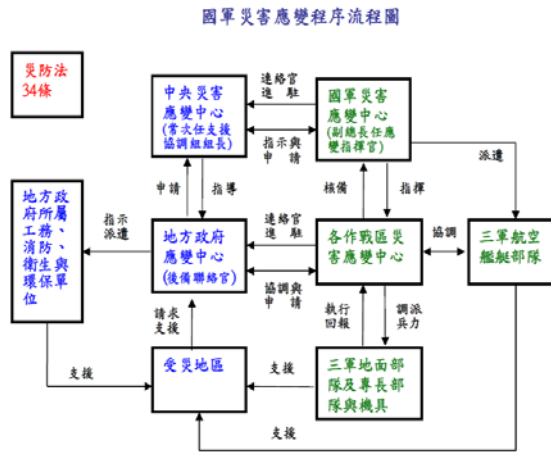 國軍災害應變程序流程圖
災防法
34條
中央災害
應變中心
(常次任支援
協調組組長)
連絡官
進駐
指示與
申請
國軍災害
應變中心
(副總長任應
變指揮官)
派遣
申請
指導
核備
指揮
地方政
府所屬
工務、
消防、
衛生與
環保單
位
指示
派遣
地方政府
應變中心
(後備聯絡官)
連絡官
進駐
協調與
申請
各作戰區災
害應變中心
協調
三軍航空
艦艇部隊
請求
支援
執行
回報
調派
兵力
支援
受災地區
支援
三軍地面部
隊及專長部
隊與機具
支援